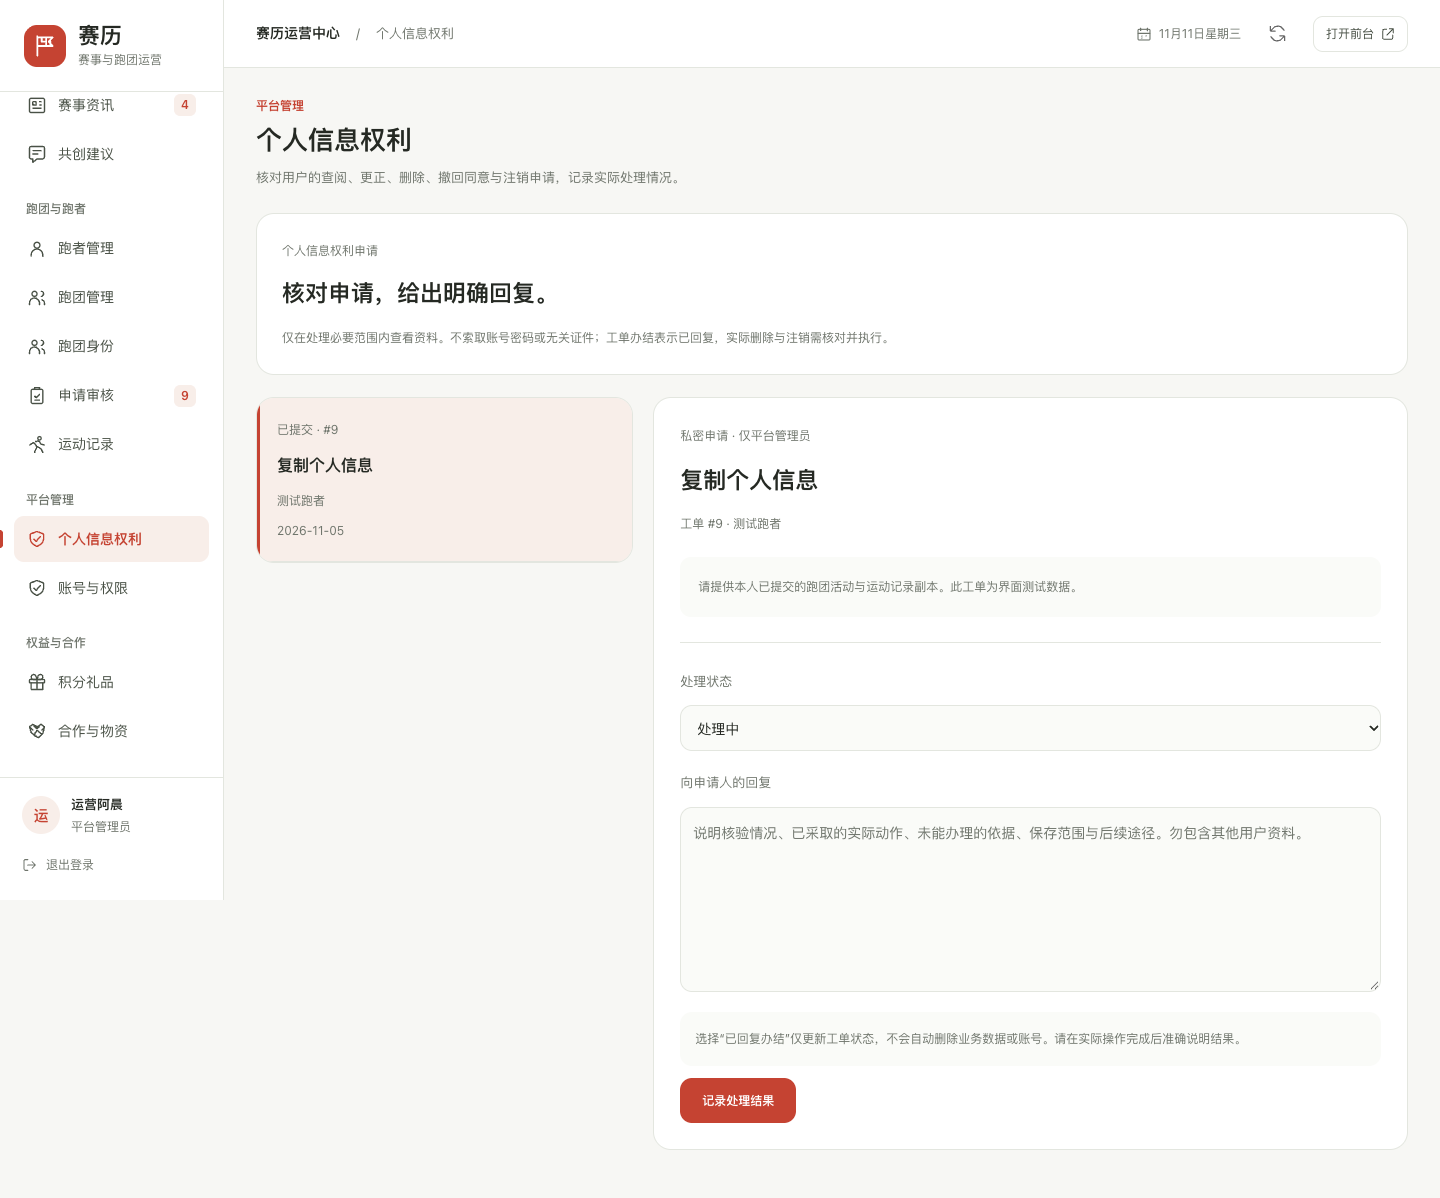 赛历
赛事与跑团运营
赛事资讯 4
共创建议
跑团与跑者
跑者管理
跑团管理
跑团身份
申请审核 9
运动记录
平台管理
个人信息权利
账号与权限
权益与合作
积分礼品
合作与物资
运
运营阿晨
平台管理员
退出登录
赛历运营中心 / 个人信息权利
11月11日星期三
打开前台
平台管理
个人信息权利
核对用户的查阅、更正、删除、撤回同意与注销申请，记录实际处理情况。
个人信息权利申请
核对申请，给出明确回复。
仅在处理必要范围内查看资料。不索取账号密码或无关证件；工单办结表示已回复，实际删除与注销需核对并执行。
已提交 · #9
复制个人信息
测试跑者
2026-11-05
私密申请 · 仅平台管理员
复制个人信息
工单 #9 · 测试跑者
请提供本人已提交的跑团活动与运动记录副本。此工单为界面测试数据。
处理状态
处理中
向申请人的回复
说明核验情况、已采取的实际动作、未能办理的依据、保存范围与后续途径。勿包含其他用户资料。
选择“已回复办结”仅更新工单状态，不会自动删除业务数据或账号。请在实际操作完成后准确说明结果。
记录处理结果